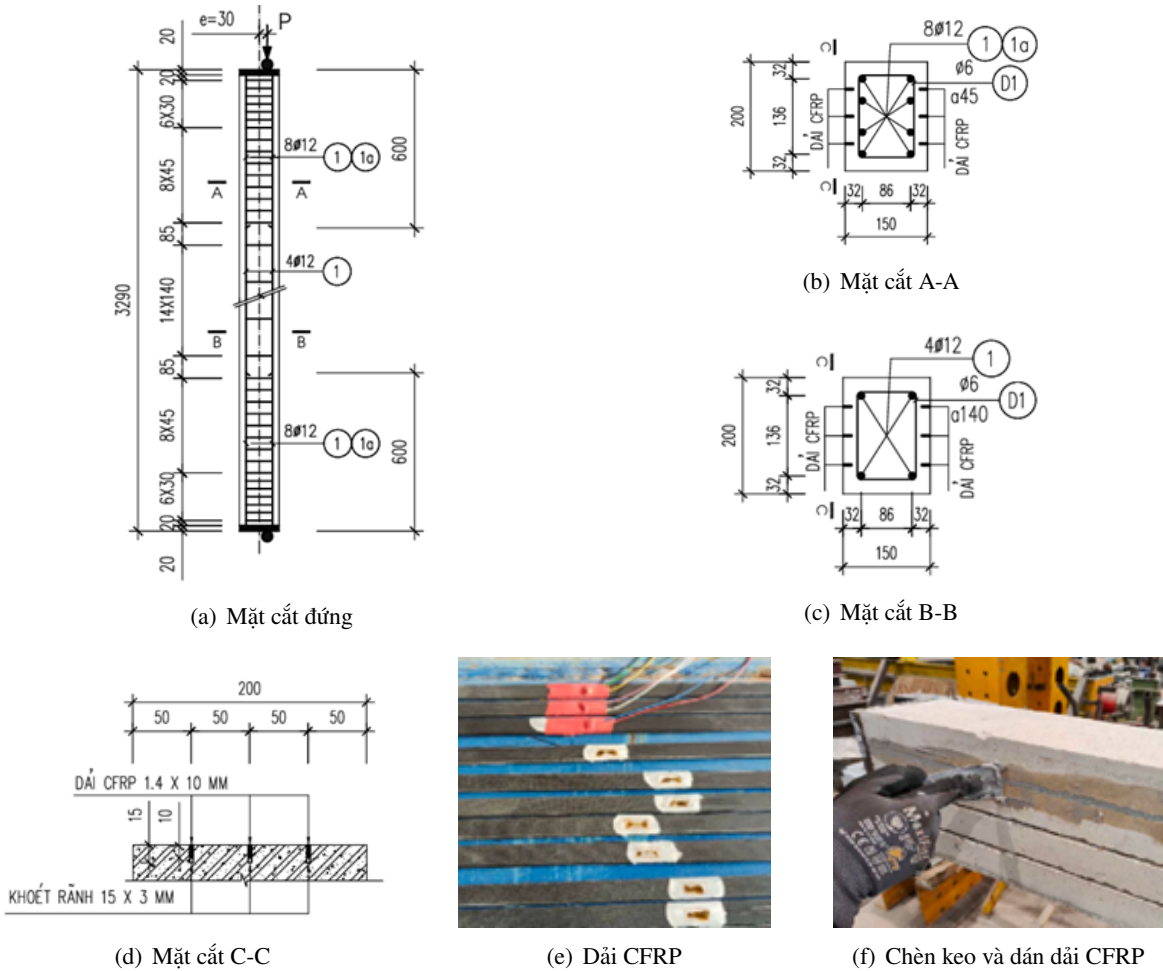 e=30
P
20
20
6X30
8X45
85
14X140
85
8X45
6X30
20
20
3290
8ø12
1
1a
A
A
600
4ø12
1
B
B
8ø12
1
1a
600
(a) Mặt cắt đứng
8ø12
1
1a
C
ø6
D1
a45
32
136
32
200
DẢI CFRP
DẢI CFRP
C
32
86
32
150
(b) Mặt cắt A-A
4ø12
1
C
ø6
D1
a140
32
136
32
200
DẢI CFRP
DẢI CFRP
C
32
86
32
150
(c) Mặt cắt B-B
200
50
50
50
50
DẢI CFRP 1.4 X 10 MM
15
10
KHOÉT RÃNH 15 X 3 MM
(d) Mặt cắt C-C
(e) Dải CFRP
(f) Chèn keo và dán dải CFRP